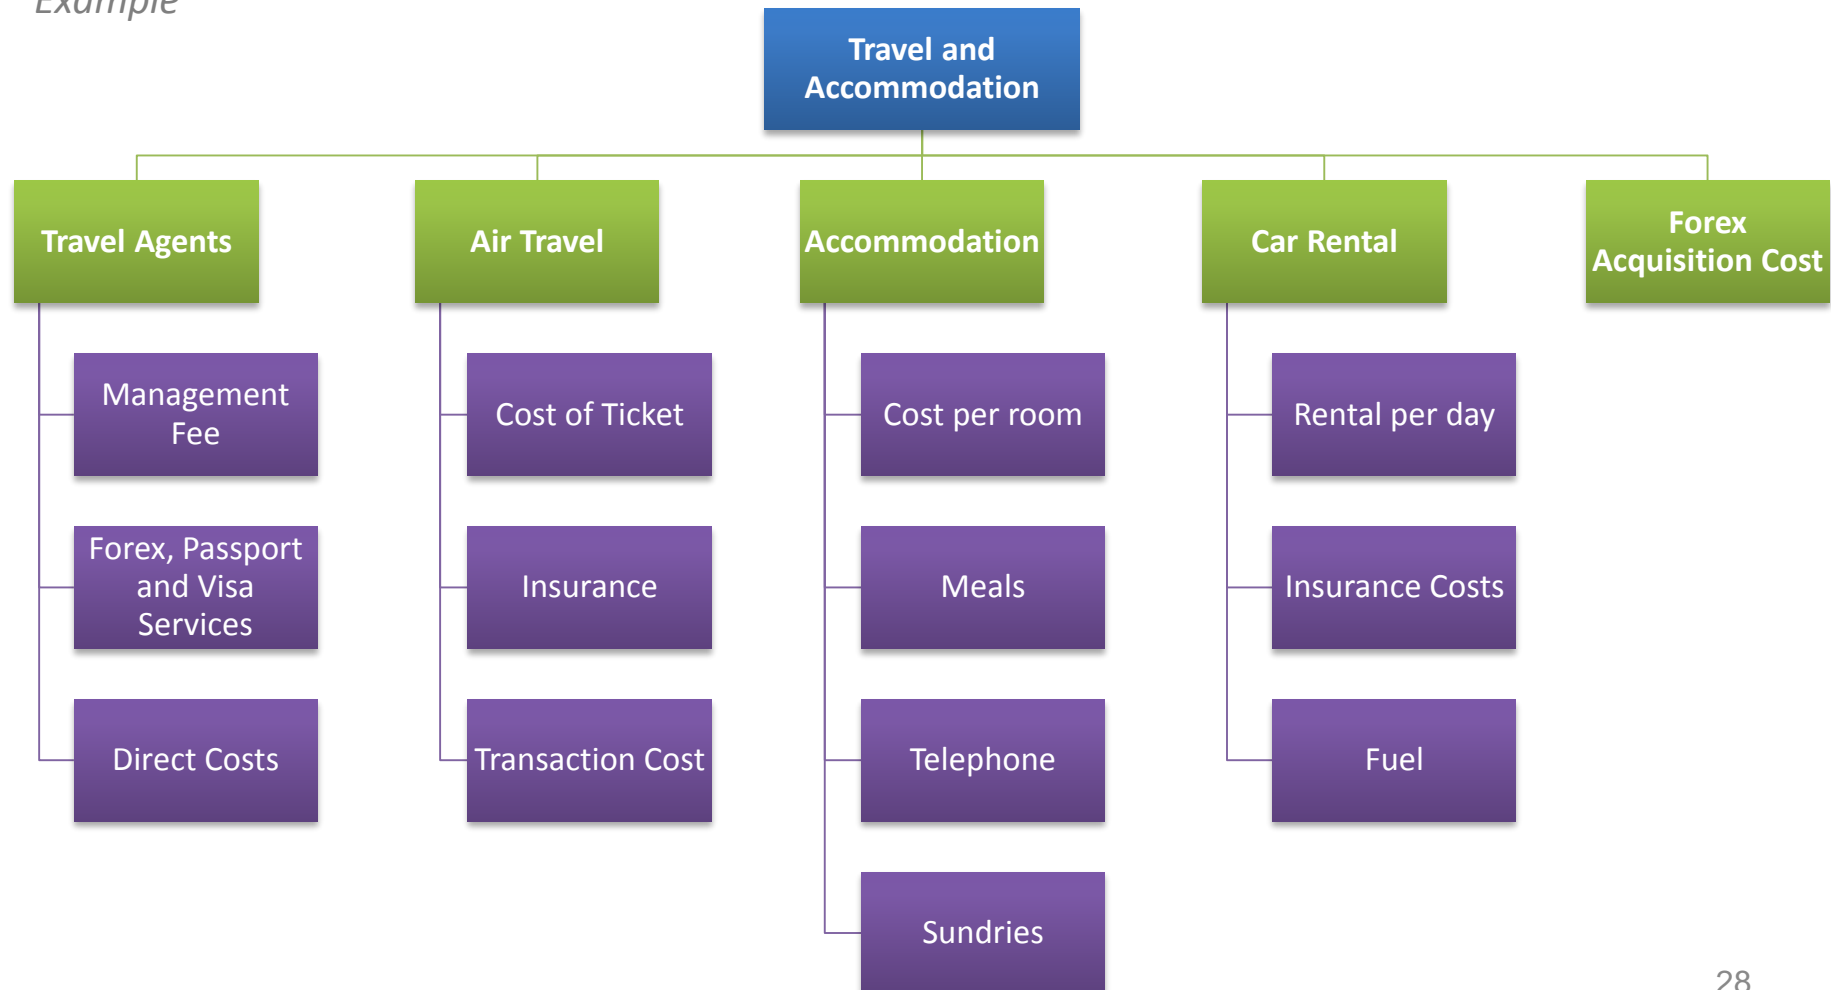 Example
Travel and
Accommodation
Travel Agents
Air Travel
Accommodation
Car Rental
Forex
Acquisition Cost
Management
Fee
Cost of Ticket
Cost per room
Rental per day
Forex, Passport
and Visa
Services
Insurance
Meals
Insurance Costs
Direct Costs
Transaction Cost
Telephone
Fuel
Sundries
28